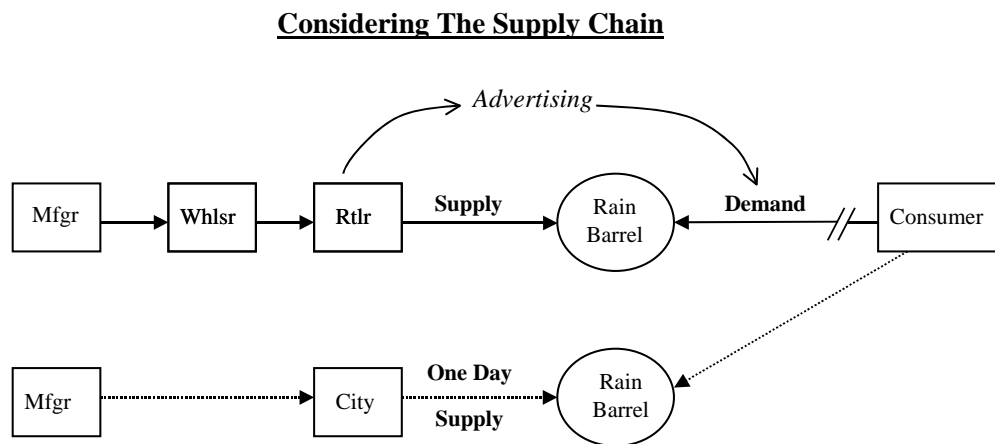 Considering The Supply Chain
Advertising
Mfgr
Whlsr
Rtlr
Supply
Rain
Barrel
Demand
Consumer
Mfgr
City
One Day
Supply
Rain
Barrel